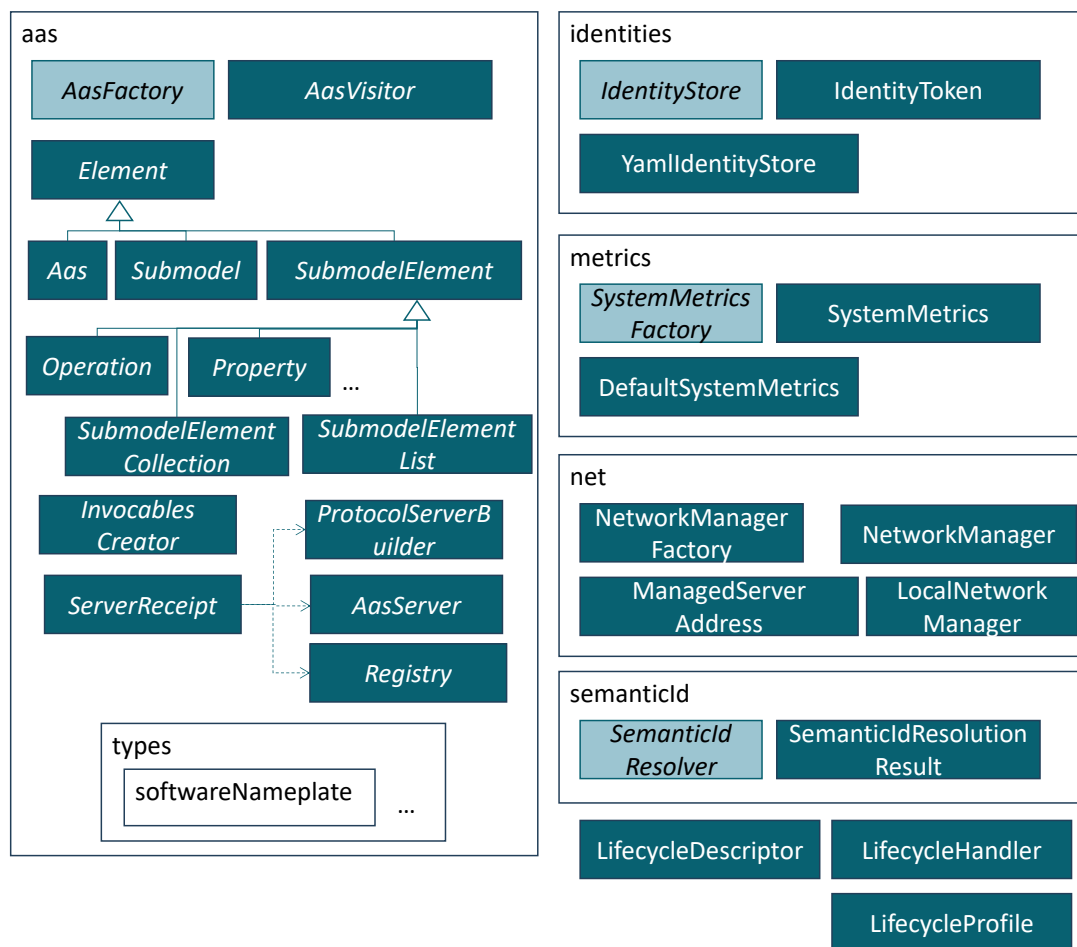 aas
AasFactory
AasVisitor
Element
Aas
Submodel
SubmodelElement
Operation
Property
...
SubmodelElement
Collection
SubmodelElement
List
Invocables
Creator
ProtocolServerB
uilder
ServerReceipt
AasServer
Registry
types
softwareNameplate
...
identities
IdentityStore
IdentityToken
YamlIdentityStore
metrics
SystemMetrics
Factory
SystemMetrics
DefaultSystemMetrics
net
NetworkManager
Factory
NetworkManager
ManagedServer
Address
LocalNetwork
Manager
semanticId
SemanticId
Resolver
SemanticIdResolution
Result
LifecycleDescriptor
LifecycleHandler
LifecycleProfile